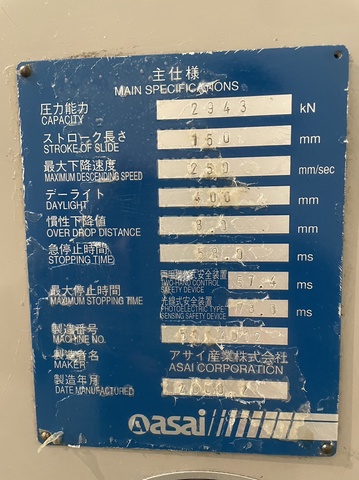 主仕様
MAIN SPECIFICATIONS
圧力能力 2943 kN
CAPACITY
ストローク長さ 150 mm
STROKE OF SLIDE
最大下降速度 250 mm/sec
MAXIMUM DESCENDING SPEED
デーライト 400 mm
DAYLIGHT
慣性下降値 mm
OVER DROP DISTANCE
急停止時間 ms
STOPPING TIME
両手操作式安全装置
TWO-HAND CONTROL
SAFETY DEVICE
57.4 ms
最大停止時間
MAXIMUM STOPPING TIME
光線式安全装置
PHOTOELECTRIC TYPE
SENSING SAFETY DEVICE
ms
製造番号
MACHINE NO.
製造者名 アサイ産業株式会社
MAKER ASAI CORPORATION
製造年月
DATE MANUFACTURED
asai